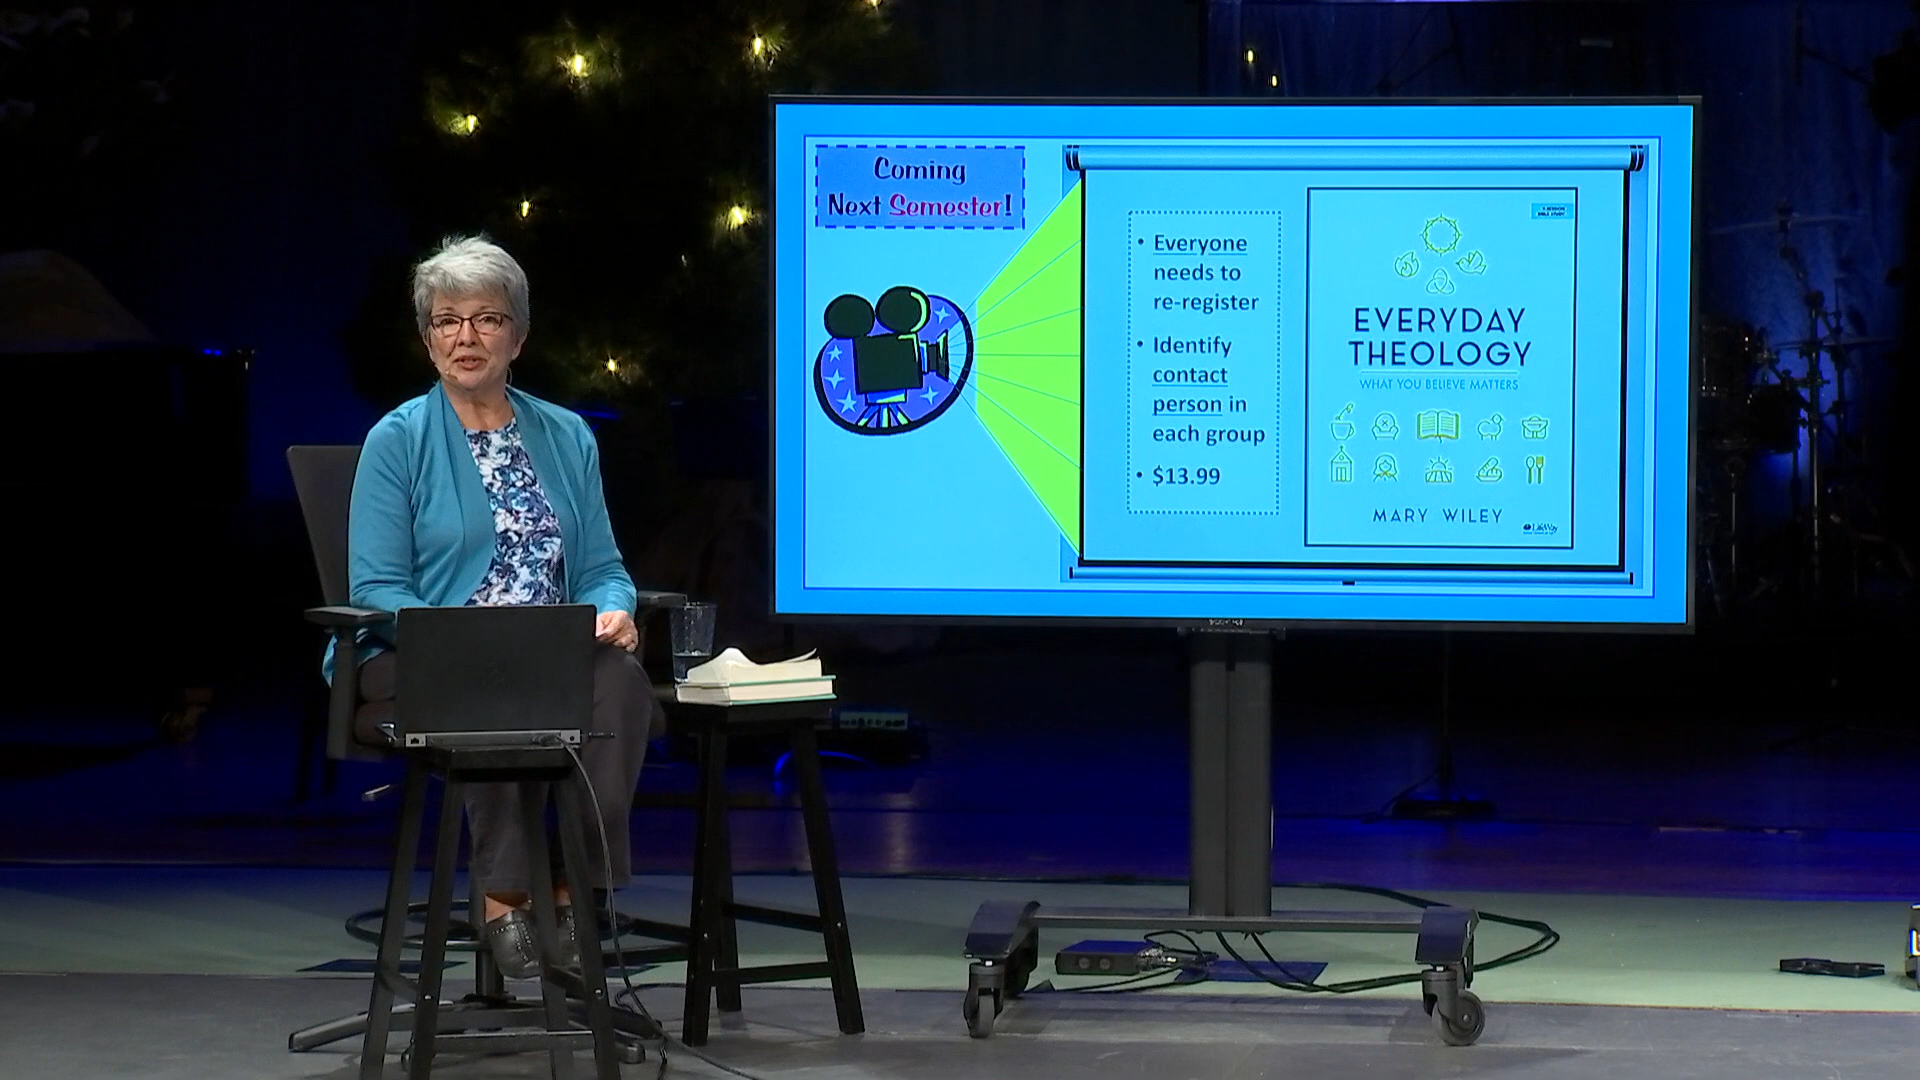 Coming
Next Semester!
• Everyone
needs to
re-register
• Identify
contact
person in
each group
• $13.99
EVERYDAY
THEOLOGY
WHAT YOU BELIEVE MATTERS
MARY WILEY
LifeWay